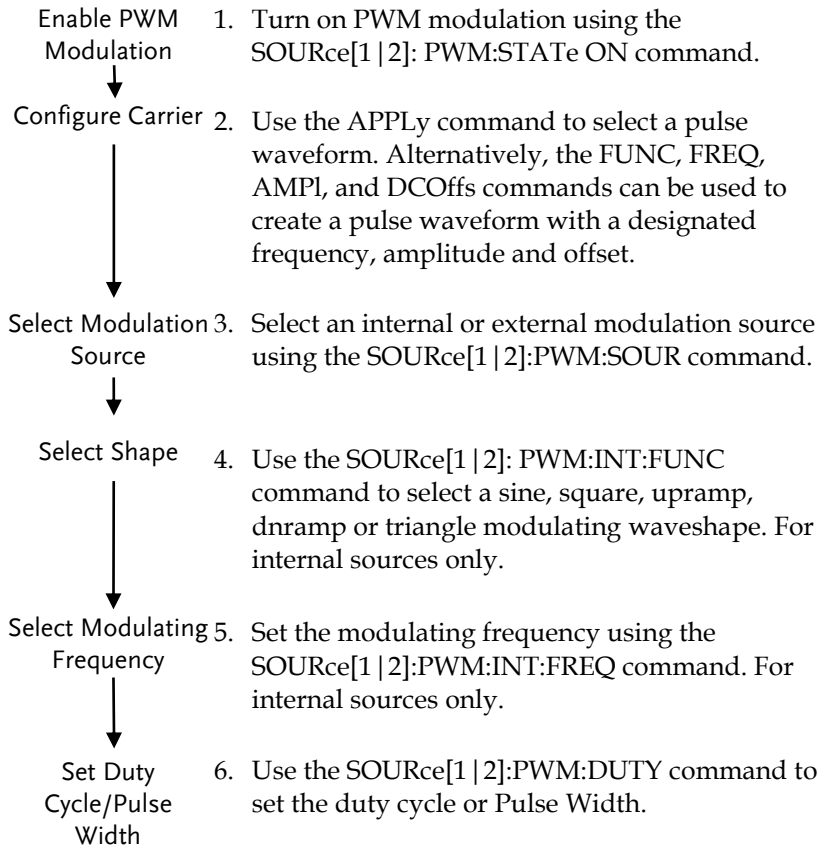 Enable PWM
Modulation
1. Turn on PWM modulation using the
SOURce[1|2]: PWM:STATe ON command.
Configure Carrier
2. Use the APPLy command to select a pulse
waveform. Alternatively, the FUNC, FREQ,
AMPl, and DCOffs commands can be used to
create a pulse waveform with a designated
frequency, amplitude and offset.
Select Modulation
Source
3. Select an internal or external modulation source
using the SOURce[1|2]:PWM:SOUR command.
Select Shape
4. Use the SOURce[1|2]: PWM:INT:FUNC
command to select a sine, square, upramp,
dnramp or triangle modulating waveshape. For
internal sources only.
Select Modulating
Frequency
5. Set the modulating frequency using the
SOURce[1|2]:PWM:INT:FREQ command. For
internal sources only.
Set Duty
Cycle/Pulse
Width
6. Use the SOURce[1|2]:PWM:DUTY command to
set the duty cycle or Pulse Width.